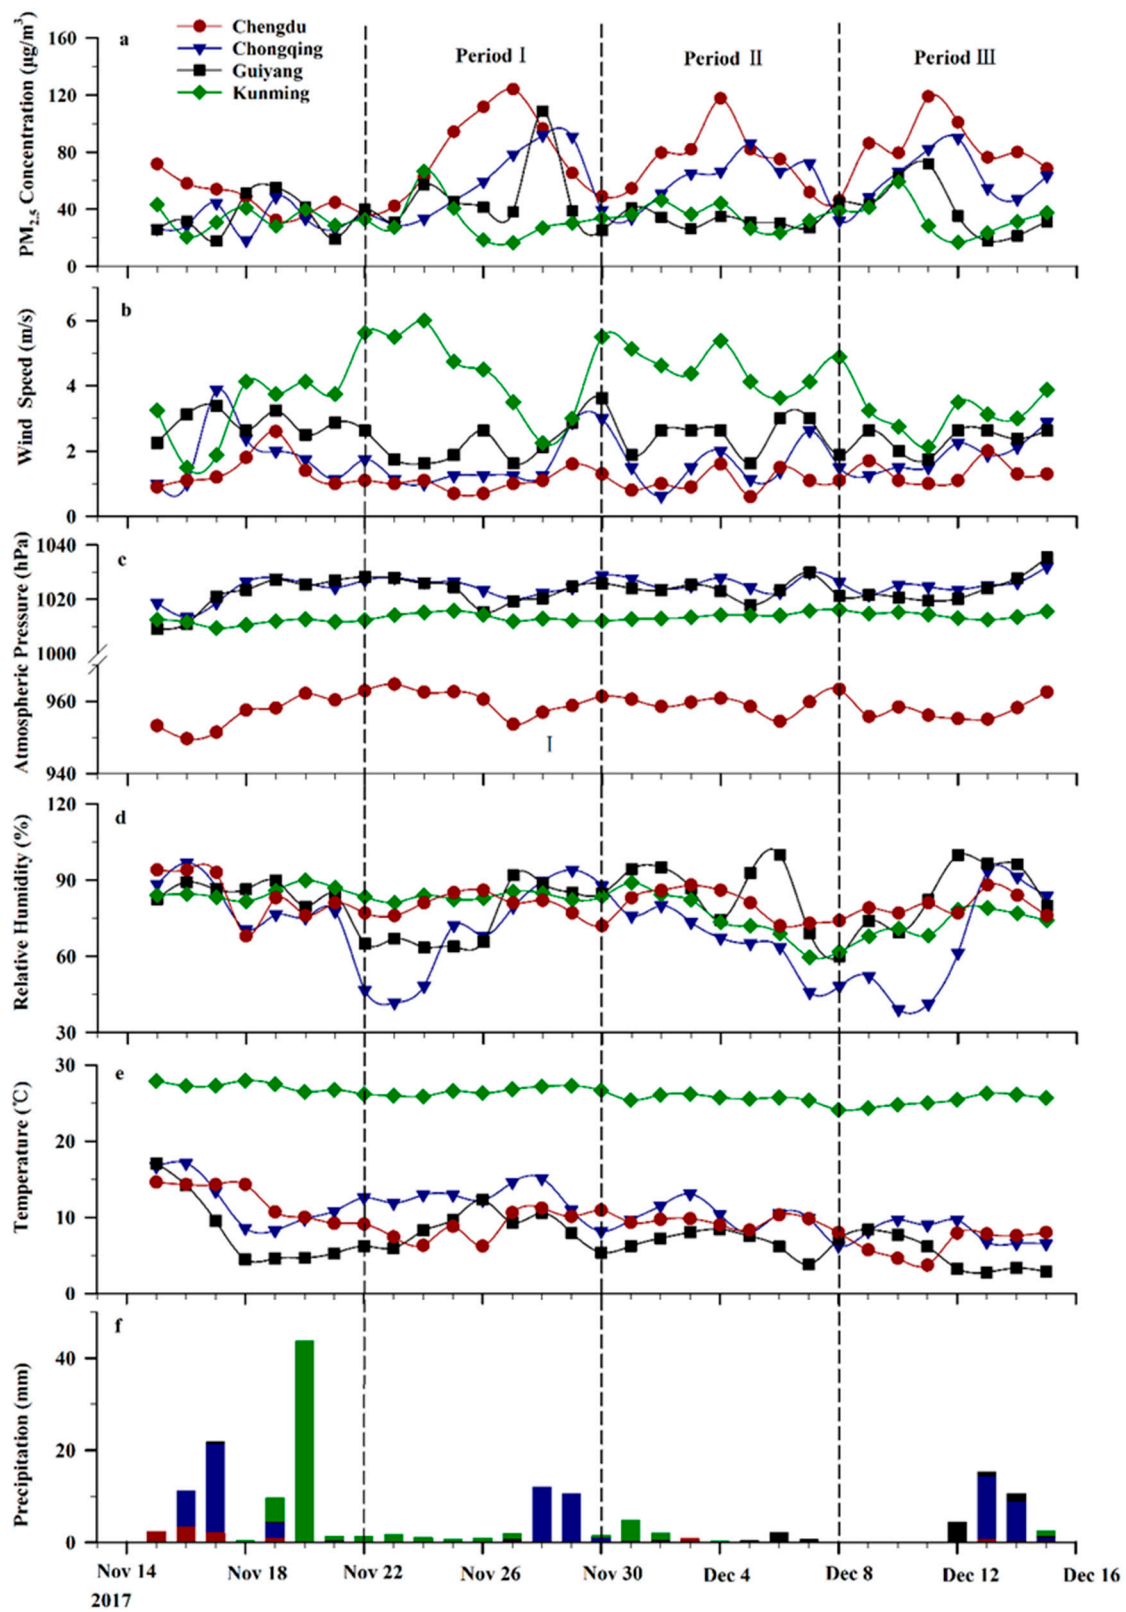 a
Chengdu
Chongqing
Guiyang
Kunming
Period Ⅰ
Period Ⅱ
Period Ⅲ
PM2.5 Concentration (μg/m³)
160
120
80
40
0
b
Wind Speed (m/s)
6
4
2
0
c
Atmospheric Pressure (hPa)
1040
1020
1000
960
940
Ⅰ
d
Relative Humidity (%)
120
90
60
30
e
Temperature (℃)
30
20
10
0
f
Precipitation (mm)
40
20
0
Nov 14 Nov 18 Nov 22 Nov 26 Nov 30 Dec 4 Dec 8 Dec 12 Dec 16
2017